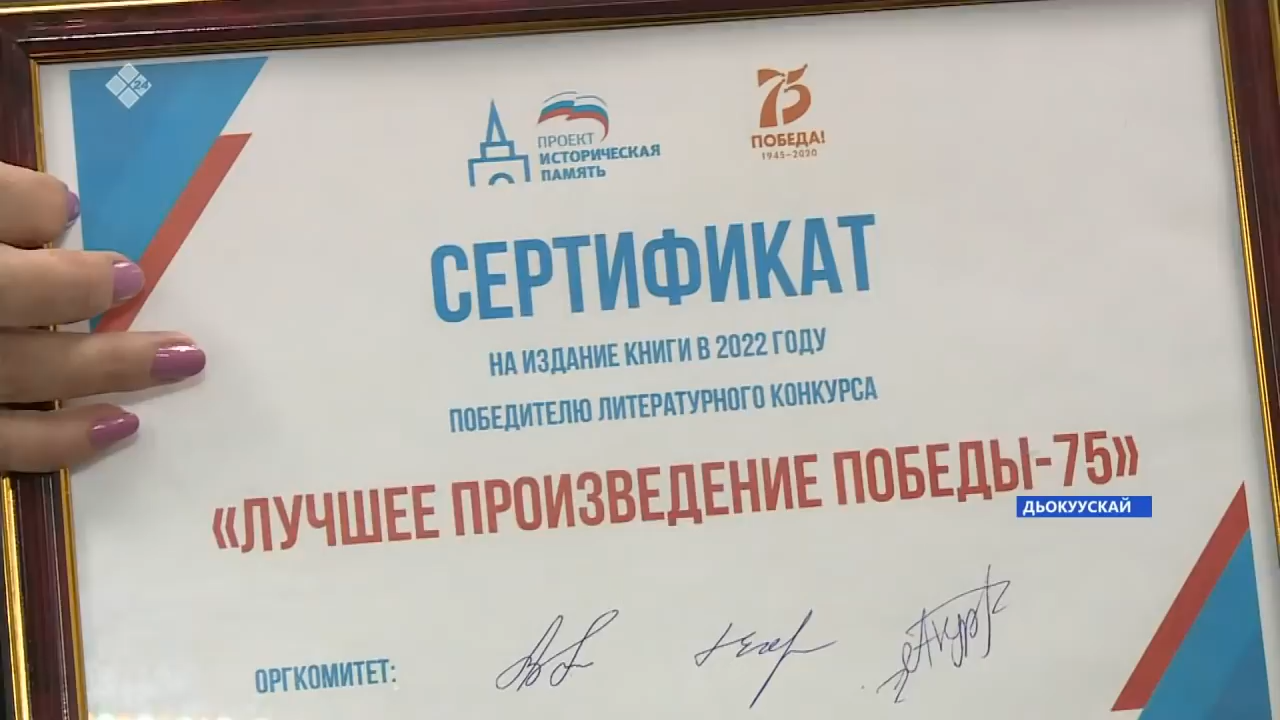 Х24
ПРОЕКТ
ИСТОРИЧЕСКАЯ
ПАМЯТЬ
75
ПОБЕДА!
1945-2020
СЕРТИФИКАТ
НА ИЗДАНИЕ КНИГИ В 2022 ГОДУ
ПОБЕДИТЕЛЮ ЛИТЕРАТУРНОГО КОНКУРСА
«ЛУЧШЕЕ ПРОИЗВЕДЕНИЕ ПОБЕДЫ-75»
ДЬОКУУСКАЙ
ОРГКОМИТЕТ: